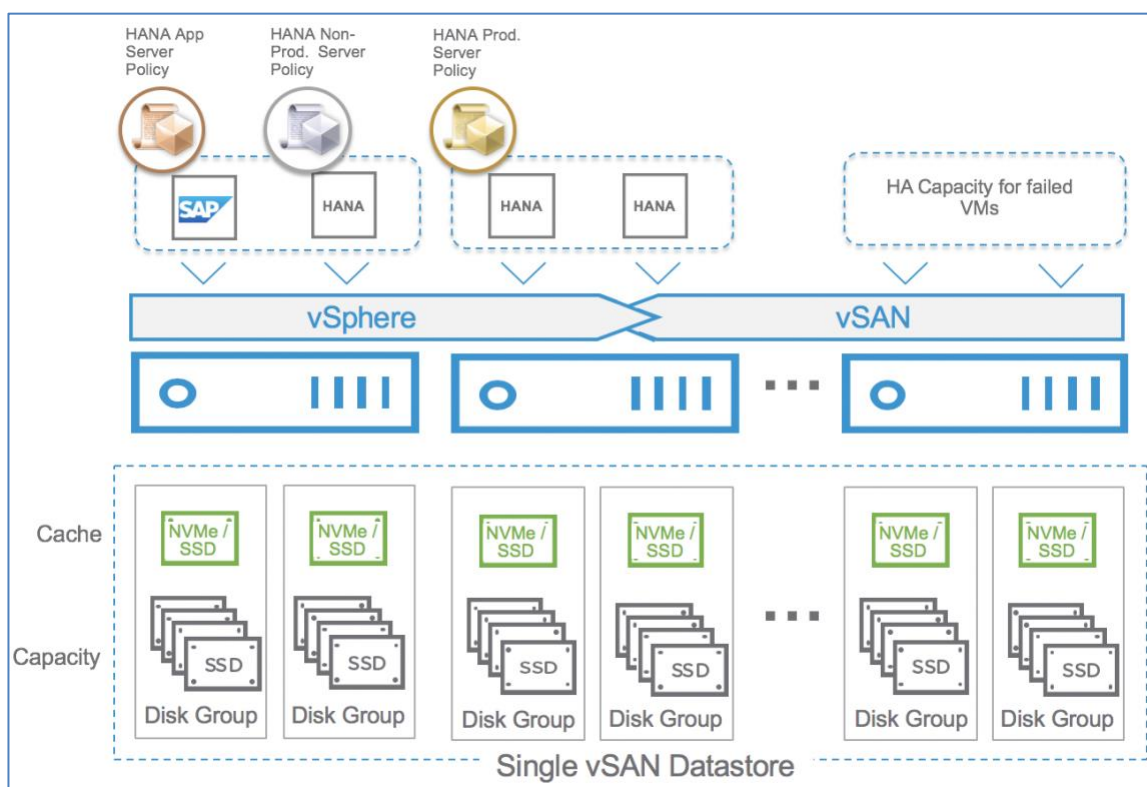 HANA App
Server
Policy
HANA Non-
Prod. Server
Policy
HANA Prod.
Server
Policy
SAP
HANA
HANA
HANA
HA Capacity for failed
VMs
vSphere
vSAN
Cache
NVMe /
SSD
NVMe /
SSD
NVMe /
SSD
NVMe /
SSD
NVMe /
SSD
NVMe /
SSD
Capacity
SSD
SSD
SSD
SSD
SSD
SSD
Disk Group
Disk Group
Disk Group
Disk Group
Disk Group
Disk Group
Single vSAN Datastore